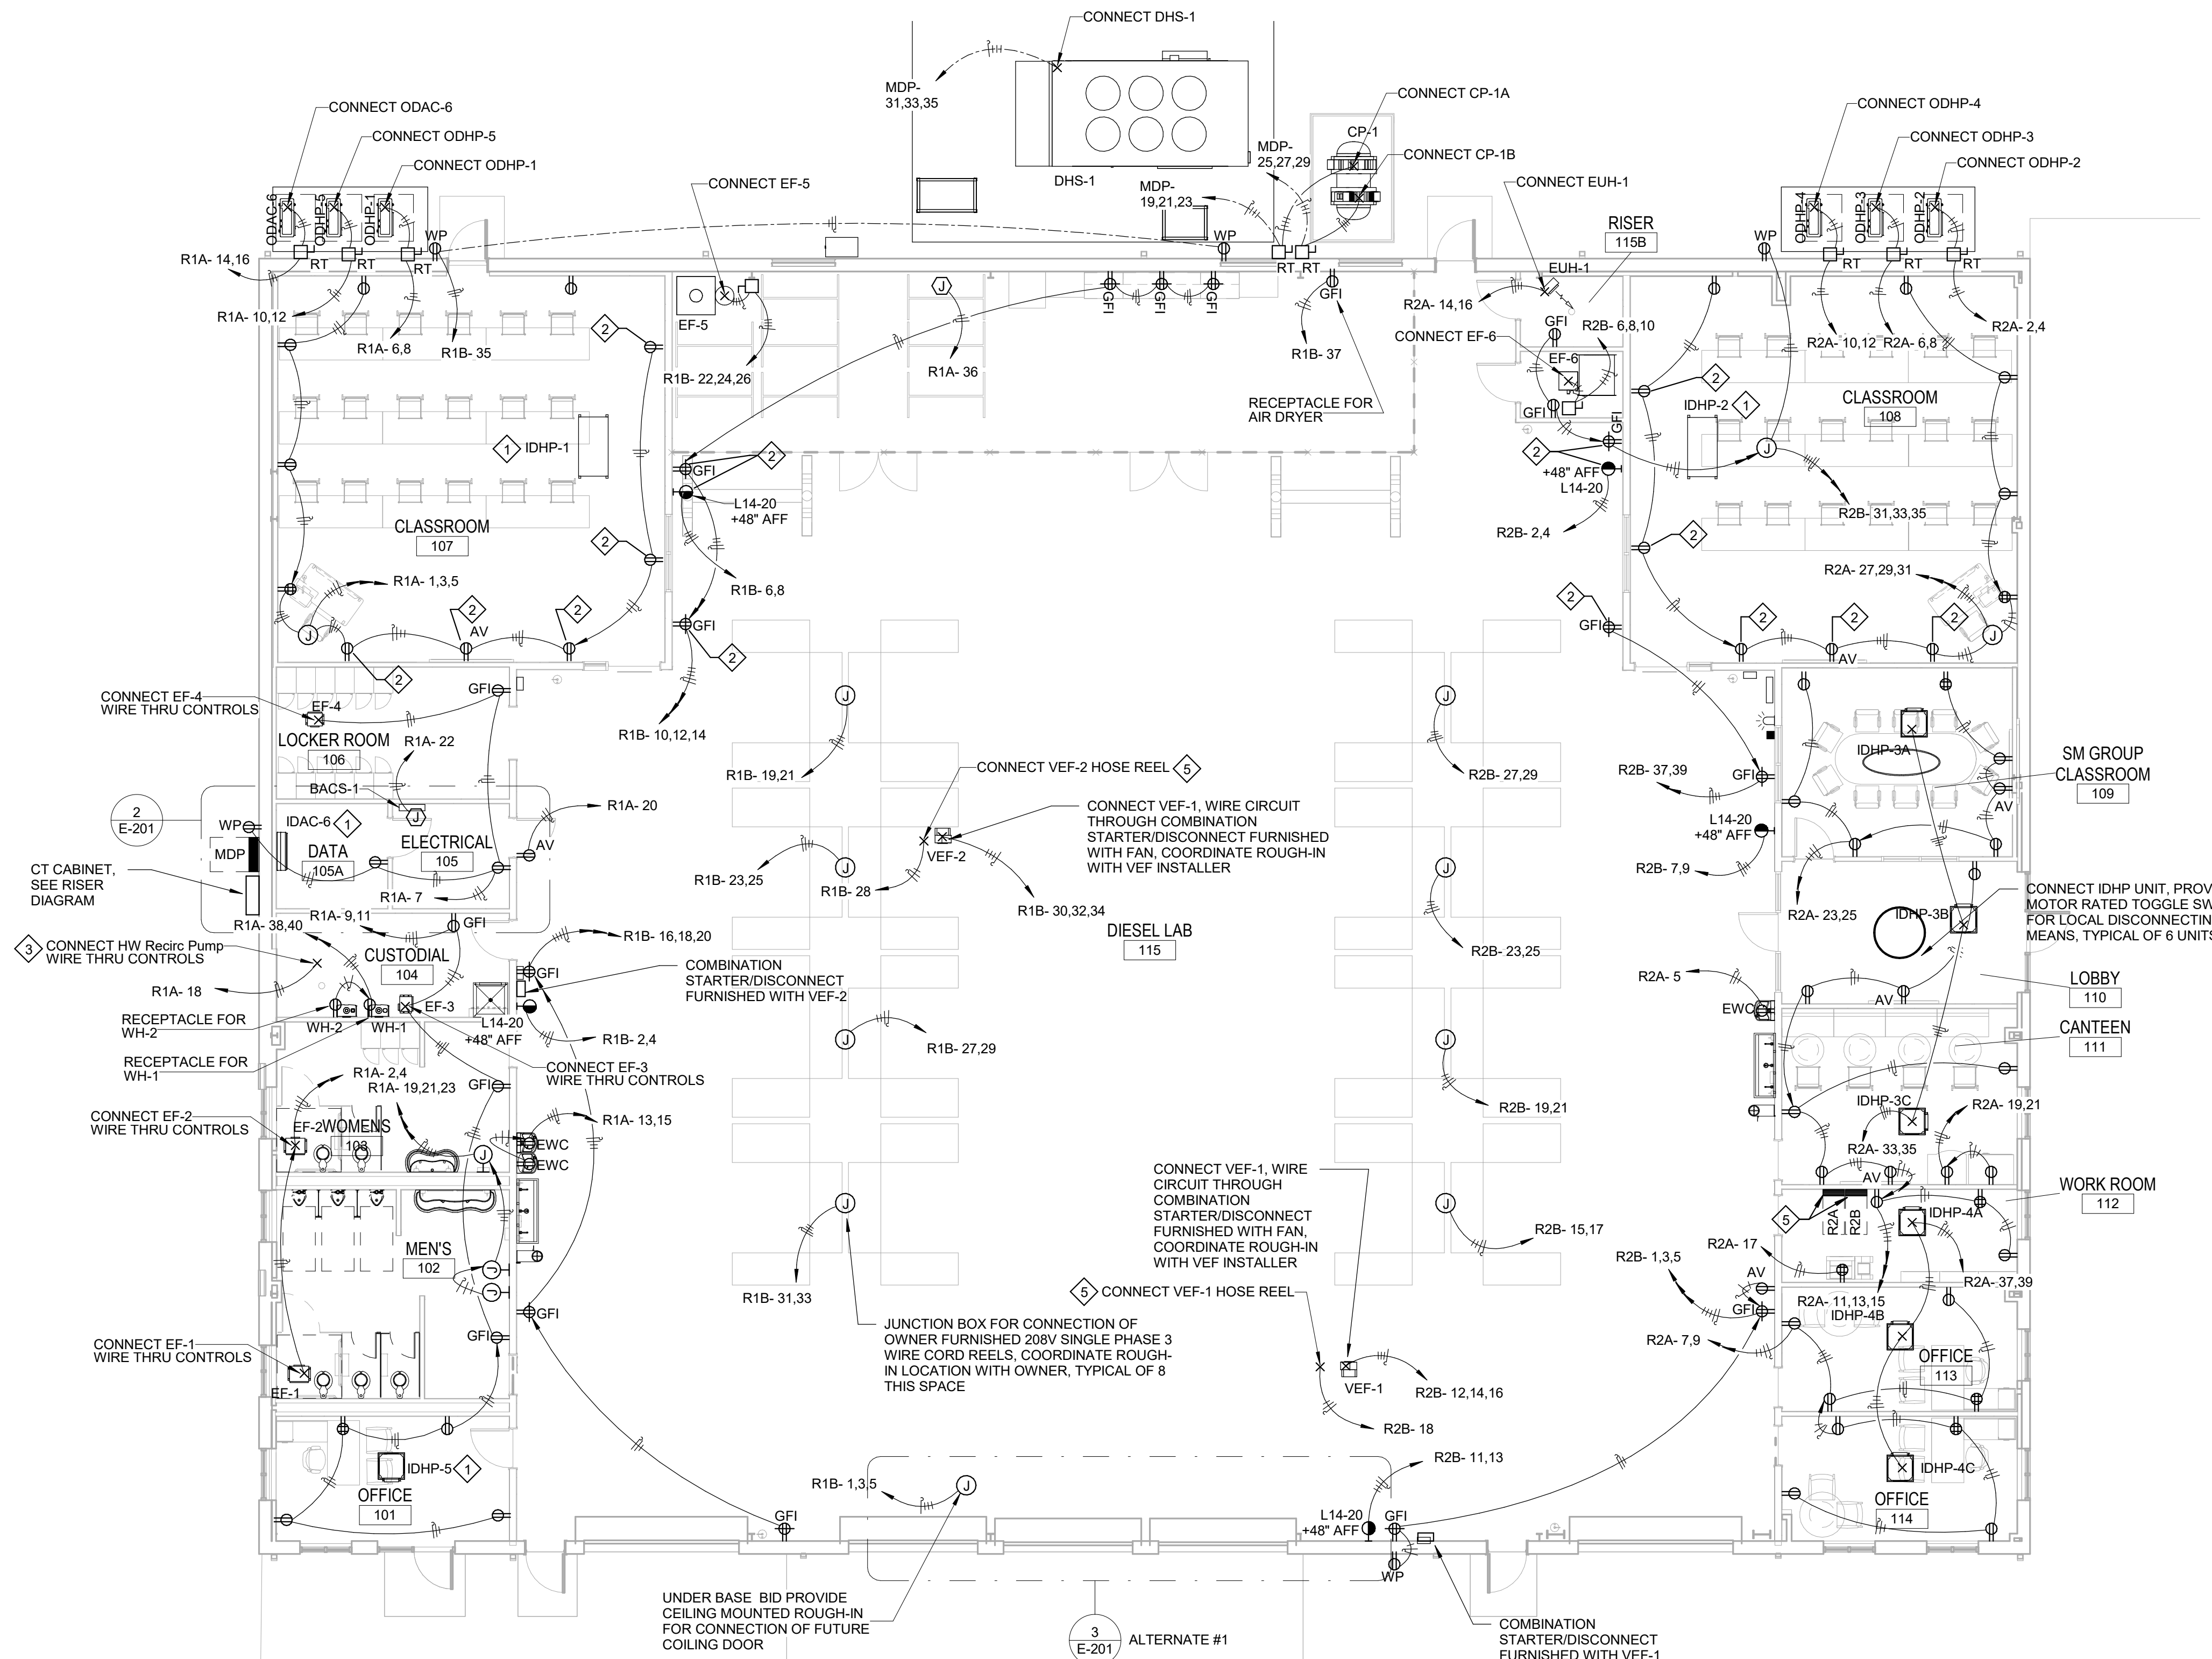 CONNECT DHS-1
MDP-
31,33,35
DHS-1
CONNECT ODAC-6
CONNECT ODHP-5
CONNECT ODHP-1
ODAC-6
ODHP-5
ODHP-1
RT
RT
RT
WP
R1A- 14,16
R1A- 10,12
R1A- 6,8
R1B- 35
CONNECT EF-5
EF-5
R1B- 22,24,26
J
R1A- 36
MDP-
25,27,29
MDP-
19,21,23
CP-1
CONNECT CP-1A
CONNECT CP-1B
WP
RT
RT
GFI
GFI
GFI
GFI
R1B- 37
RECEPTACLE FOR
AIR DRYER
CONNECT EUH-1
RISER
115B
EUH-1
R2A- 14,16
GFI
R2B- 6,8,10
CONNECT EF-6
EF-6
GFI
GFI
2
+48" AFF
L14-20
R2B- 2,4
CONNECT ODHP-4
CONNECT ODHP-3
CONNECT ODHP-2
ODHP-4
ODHP-3
ODHP-2
WP
RT
RT
RT
R2A- 2,4
R2A- 10,12
R2A- 6,8
2
IDHP-2
1
CLASSROOM
108
J
R2B- 31,33,35
2
R2A- 27,29,31
J
2
2
2
AV
2
GFI
2
1
IDHP-1
CLASSROOM
107
2
R1A- 1,3,5
J
2
2
AV
2
2
GFI
L14-20
+48" AFF
R1B- 6,8
GFI
2
R1B- 10,12,14
CONNECT EF-4
WIRE THRU CONTROLS
EF-4
GFI
LOCKER ROOM
106
R1A- 22
BACS-1
J
2
E-201
WP
MDP
IDAC-6
1
DATA
105A
ELECTRICAL
105
R1A- 20
AV
CT CABINET,
SEE RISER
DIAGRAM
R1A- 7
R1A- 9,11
R1A- 38,40
GFI
3
CONNECT HW Recirc Pump
WIRE THRU CONTROLS
CUSTODIAL
104
R1A- 18
EF-3
RECEPTACLE FOR
WH-2
WH-2
WH-1
RECEPTACLE FOR
WH-1
R1B- 16,18,20
GFI
COMBINATION
STARTER/DISCONNECT
FURNISHED WITH VEF-2
L14-20
+48" AFF
R1B- 2,4
CONNECT EF-3
WIRE THRU CONTROLS
R1A- 2,4
R1A- 19,21,23
GFI
CONNECT EF-2
WIRE THRU CONTROLS
EF-2
WOMENS
103
J
R1A- 13,15
EWC
EWC
MEN'S
102
J
J
GFI
GFI
CONNECT EF-1
WIRE THRU CONTROLS
EF-1
IDHP-5
1
OFFICE
101
J
R1B- 19,21
J
R1B- 23,25
CONNECT VEF-2 HOSE REEL
5
CONNECT VEF-1, WIRE CIRCUIT
THROUGH COMBINATION
STARTER/DISCONNECT FURNISHED
WITH FAN, COORDINATE ROUGH-IN
WITH VEF INSTALLER
VEF-2
R1B- 28
R1B- 30,32,34
DIESEL LAB
115
J
R1B- 27,29
J
R1B- 31,33
JUNCTION BOX FOR CONNECTION OF
OWNER FURNISHED 208V SINGLE PHASE 3
WIRE CORD REELS, COORDINATE ROUGH-
IN LOCATION WITH OWNER, TYPICAL OF 8
THIS SPACE
CONNECT VEF-1, WIRE
CIRCUIT THROUGH
COMBINATION
STARTER/DISCONNECT
FURNISHED WITH FAN,
COORDINATE ROUGH-IN
WITH VEF INSTALLER
5
CONNECT VEF-1 HOSE REEL
VEF-1
R2B- 12,14,16
R2B- 18
J
R2B- 27,29
J
R2B- 23,25
J
R2B- 19,21
J
R2B- 15,17
R2B- 37,39
GFI
L14-20
+48" AFF
R2B- 7,9
R2A- 5
EWC
IDHP-3A
SM GROUP
CLASSROOM
109
AV
R2A- 23,25
IDHP-3B
CONNECT IDHP UNIT, PROV
MOTOR RATED TOGGLE SW
FOR LOCAL DISCONNECTIN
MEANS, TYPICAL OF 6 UNITS
LOBBY
110
AV
CANTEEN
111
IDHP-3C
R2A- 19,21
R2A- 33,35
AV
WORK ROOM
112
5
R2A
R2B
IDHP-4A
R2A- 17
R2A- 37,39
R2B- 1,3,5
AV
GFI
R2A- 11,13,15
IDHP-4B
R2A- 7,9
OFFICE
113
IDHP-4C
OFFICE
114
GFI
R1B- 1,3,5
J
R2B- 11,13
L14-20
+48" AFF
GFI
WP
UNDER BASE BID PROVIDE
CEILING MOUNTED ROUGH-IN
FOR CONNECTION OF FUTURE
COILING DOOR
3
E-201
ALTERNATE #1
COMBINATION
STARTER/DISCONNECT
FURNISHED WITH VEF-1